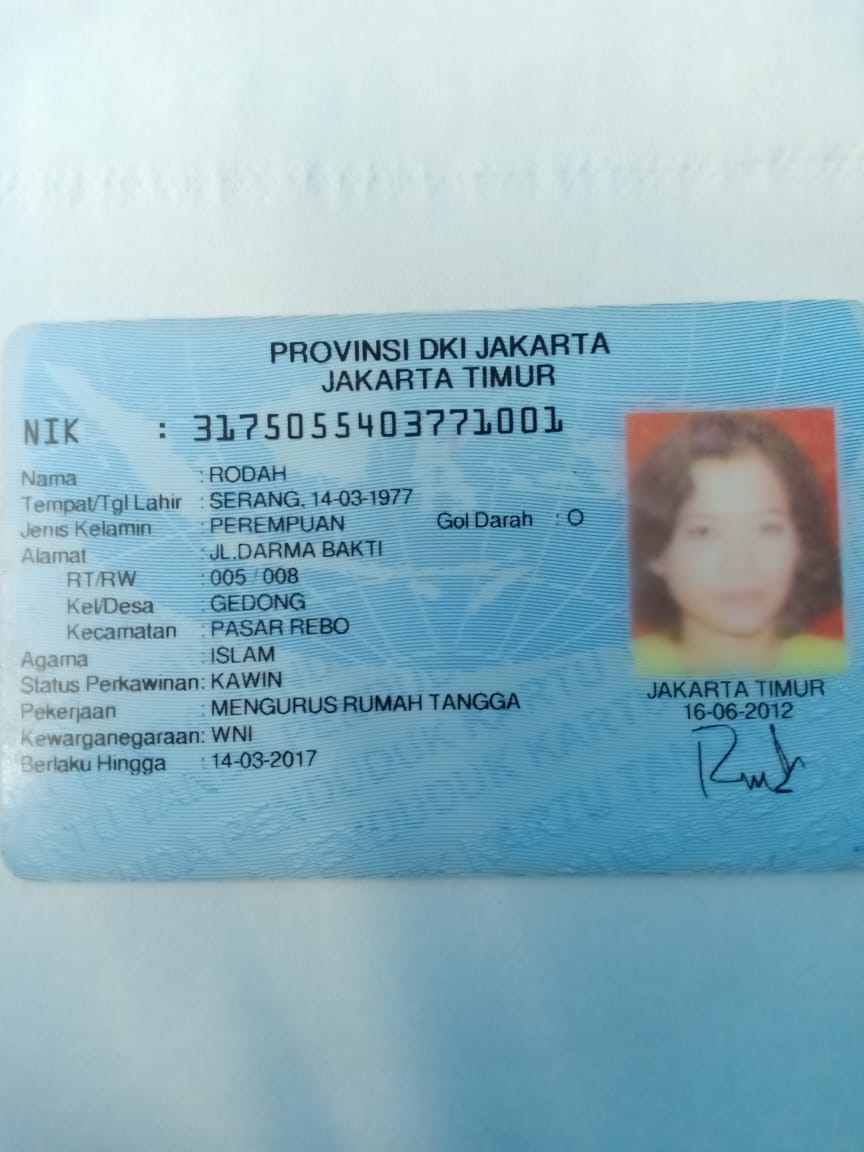 PROVINSI DKI JAKARTA
JAKARTA TIMUR
NIK : 3175055403771001
Nama : RODAH
Tempat/Tgl Lahir : SERANG, 14-03-1977
Jenis Kelamin : PEREMPUAN Gol Darah : O
Alamat : JL.DARMA BAKTI
RT/RW : 005 / 008
Kel/Desa : GEDONG
Kecamatan : PASAR REBO
Agama : ISLAM
Status Perkawinan: KAWIN
Pekerjaan : MENGURUS RUMAH TANGGA
Kewarganegaraan: WNI
Berlaku Hingga : 14-03-2017
JAKARTA TIMUR
16-06-2012